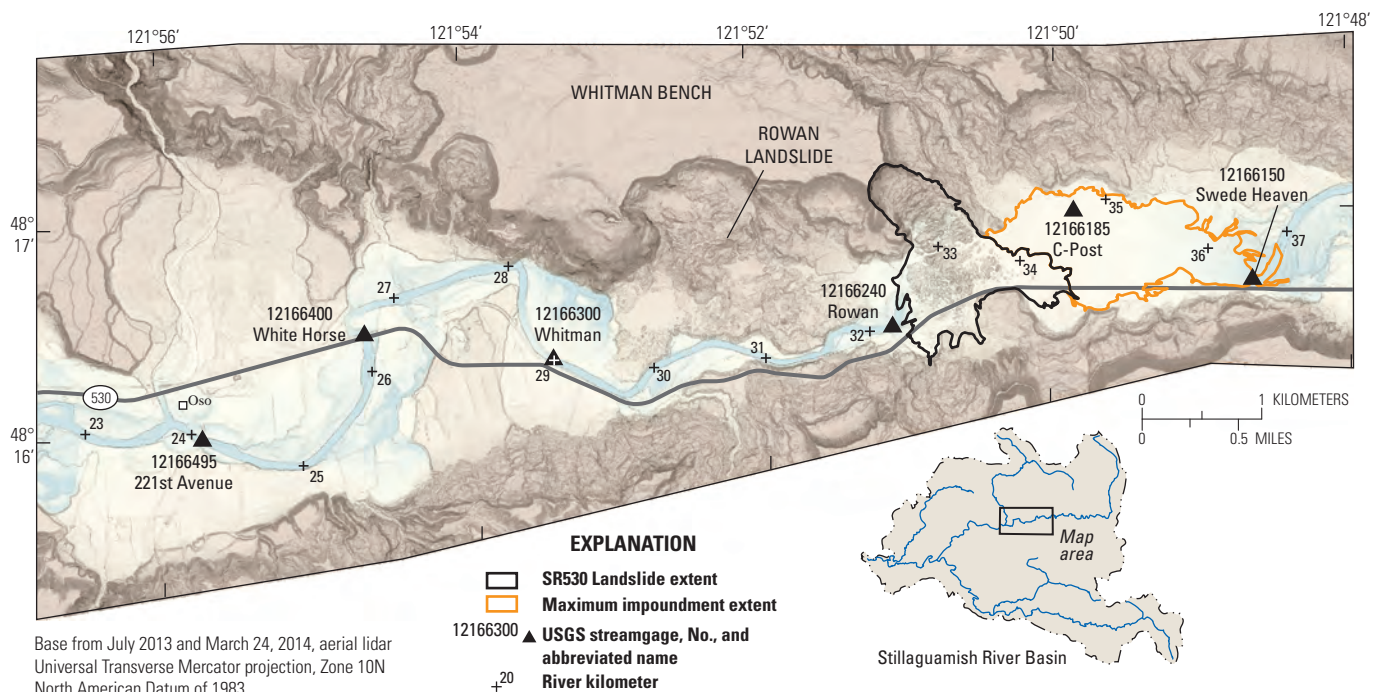 121°56′
121°54′
121°52′
121°50′
121°48′
WHITMAN BENCH
ROWAN
LANDSLIDE
12166150
Swede Heaven
48°
17′
35
12166185
C-Post
37
36
33
34
12166240
Rowan
28
27
12166400
White Horse
12166300
Whitman
32
31
29
30
26
530
Oso
23
24
48°
16′
12166495
221st Avenue
25
0 1 KILOMETERS
0 0.5 MILES
EXPLANATION
SR530 Landslide extent
Maximum impoundment extent
12166300 USGS streamgage, No., and
abbreviated name
20 River kilometer
Map
area
Stillaguamish River Basin
Base from July 2013 and March 24, 2014, aerial lidar
Universal Transverse Mercator projection, Zone 10N
North American Datum of 1983